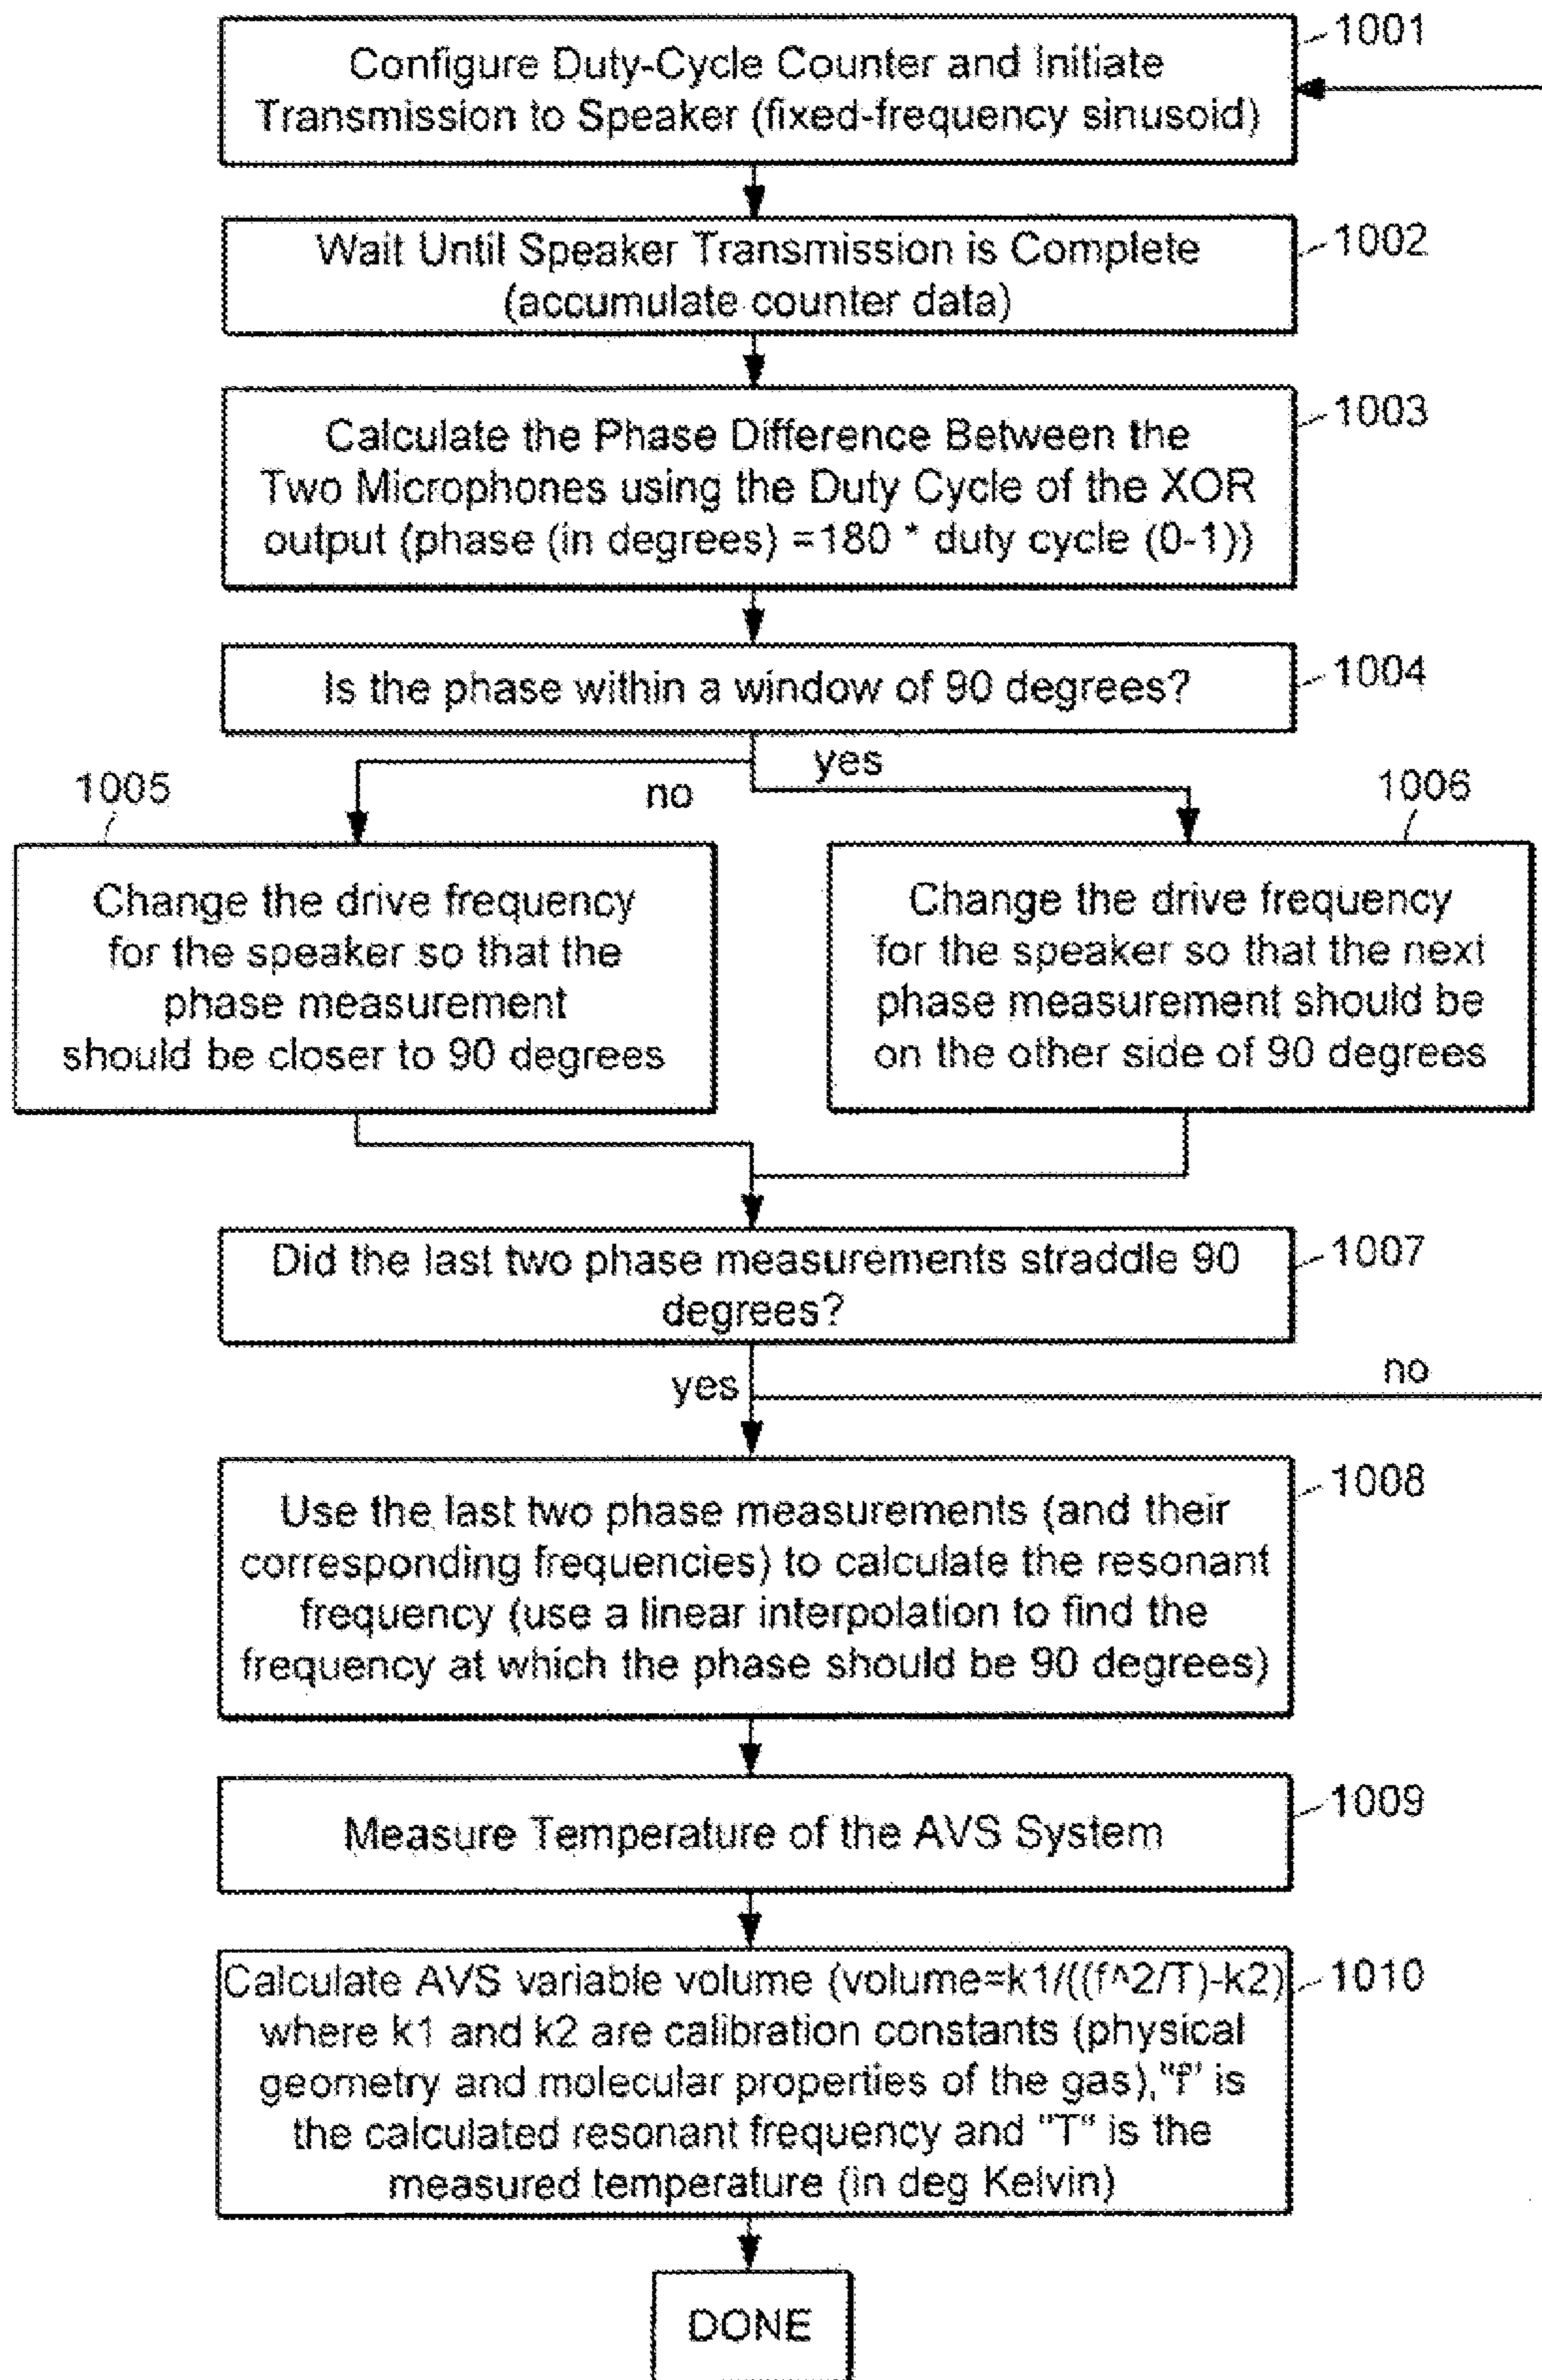 1001
Configure Duty-Cycle Counter and Initiate
Transmission to Speaker (fixed-frequency sinusoid)
1002
Wait Until Speaker Transmission is Complete
(accumulate counter data)
1003
Calculate the Phase Difference Between the
Two Microphones using the Duty Cycle of the XOR
output (phase (in degrees) =180 * duty cycle (0-1))
1004
Is the phase within a window of 90 degrees?
yes
no
1005
Change the drive frequency
for the speaker so that the
phase measurement
should be closer to 90 degrees
1006
Change the drive frequency
for the speaker so that the next
phase measurement should be
on the other side of 90 degrees
1007
Did the last two phase measurements straddle 90
degrees?
yes
no
1008
Use the last two phase measurements (and their
corresponding frequencies) to calculate the resonant
frequency (use a linear interpolation to find the
frequency at which the phase should be 90 degrees)
1009
Measure Temperature of the AVS System
1010
Calculate AVS variable volume (volume=k1/((f^2/T)-k2)
where k1 and k2 are calibration constants (physical
geometry and molecular properties of the gas),"f" is
the calculated resonant frequency and "T" is the
measured temperature (in deg Kelvin)
DONE